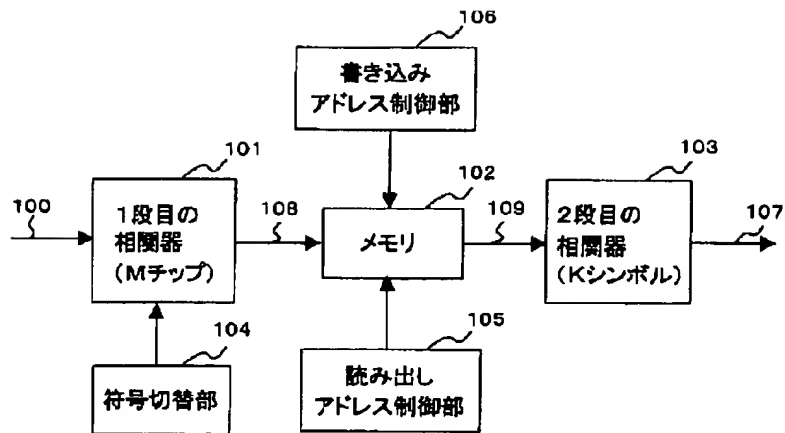 106
書き込み
アドレス制御部
101
102
103
100
1段目の
相関器
(Mチップ)
108
メモリ
109
2段目の
相関器
(Kシンボル)
107
104
符号切替部
105
読み出し
アドレス制御部